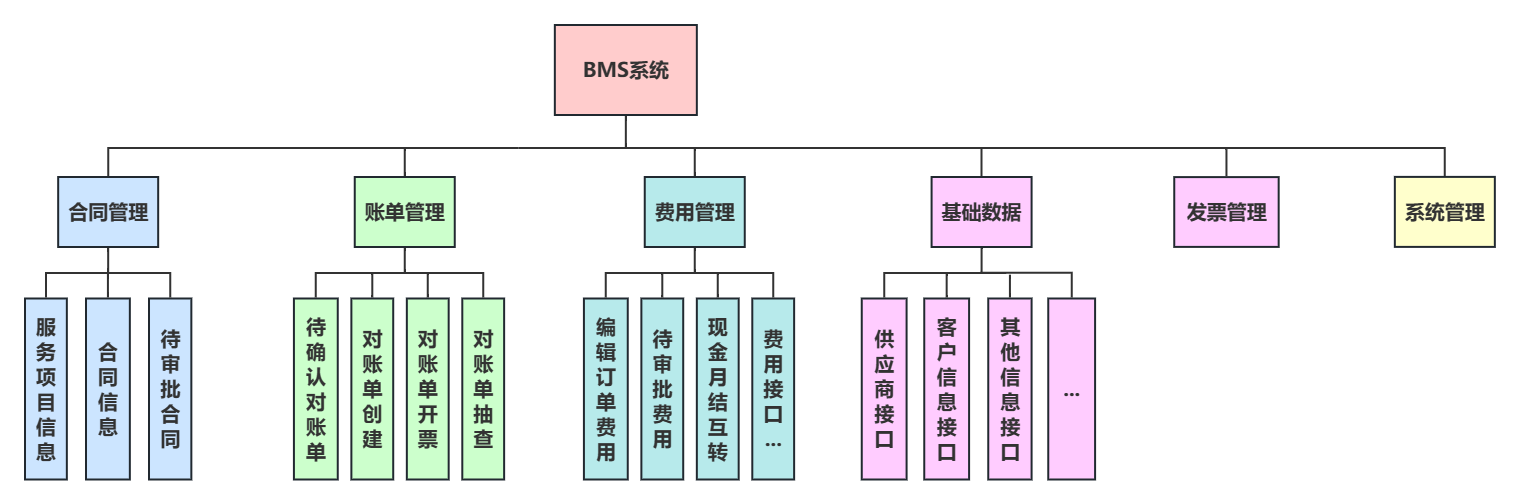 BMS系统
合同管理
账单管理
费用管理
基础数据
发票管理
系统管理
服务项目信息
合同信息
待审批合同
待确认对账单
对账单创建
对账单开票
对账单抽查
编辑订单费用
待审批费用
现金月结互转
费用接口...
供应商接口
客户信息接口
其他信息接口
...